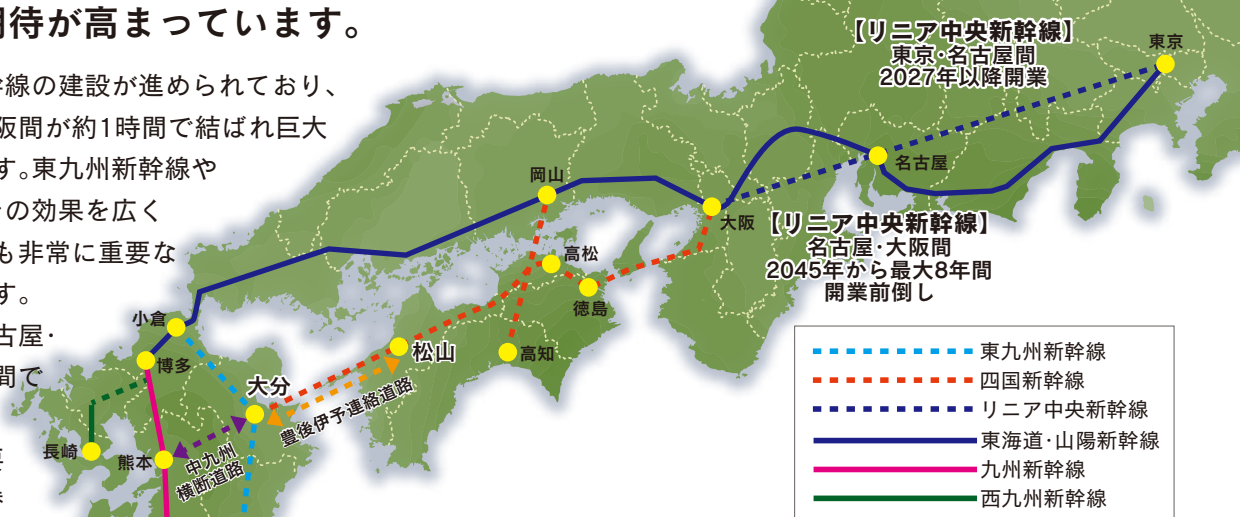 期待が高まっています。
幹線の建設が進められており、
阪間が約1時間で結ばれ巨大
す。東九州新幹線や
の効果を広く
も非常に重要な
す。
古屋・
間で
【リニア中央新幹線】
東京・名古屋間
2027年以降開業
東京
名古屋
岡山
大阪
【リニア中央新幹線】
名古屋・大阪間
2045年から最大8年間
開業前倒し
高松
徳島
小倉
博多
松山
高知
大分
豊後伊予連絡道路
長崎
熊本
中九州
横断道路
東九州新幹線
四国新幹線
リニア中央新幹線
東海道・山陽新幹線
九州新幹線
西九州新幹線